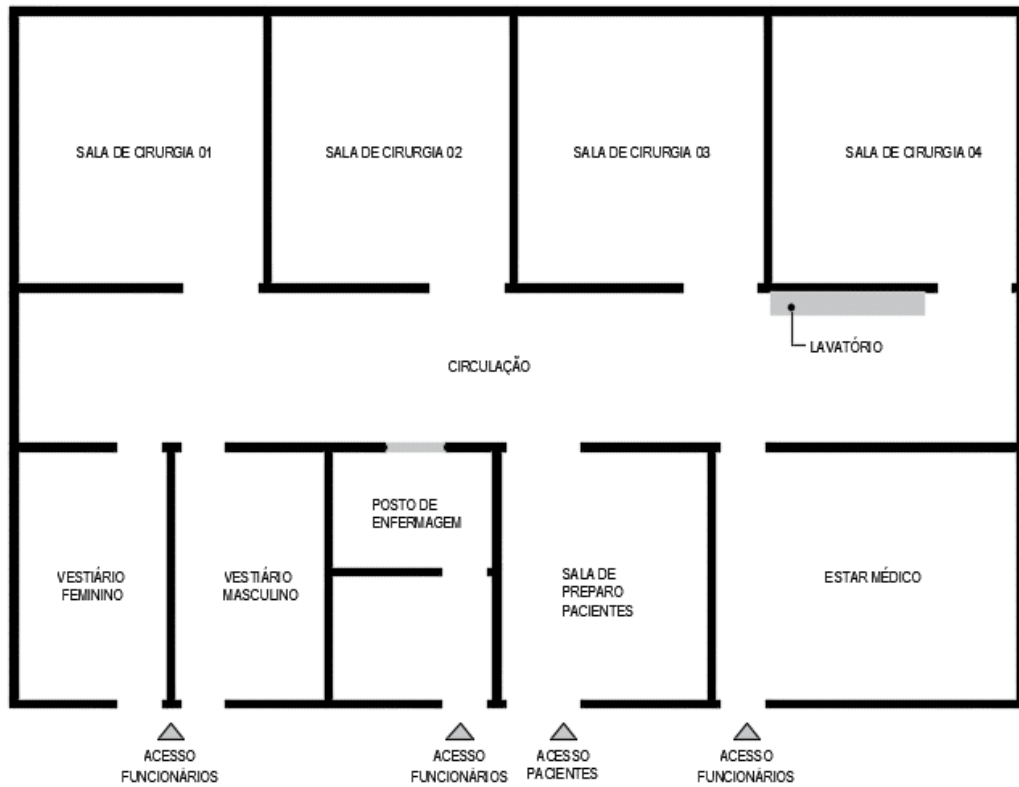 SALA DE CIRURGIA 01
SALA DE CIRURGIA 02
SALA DE CIRURGIA 03
SALA DE CIRURGIA 04
LAVATÓRIO
CIRCULAÇÃO
POSTO DE
ENFERMAGEM
VESTIÁRIO
FEMININO
VESTIÁRIO
MASCULINO
SALA DE
PREPARO
PACIENTES
ESTAR MÉDICO
ACESSO
FUNCIONÁRIOS
ACESSO
FUNCIONÁRIOS
ACESSO
PACIENTES
ACESSO
FUNCIONÁRIOS